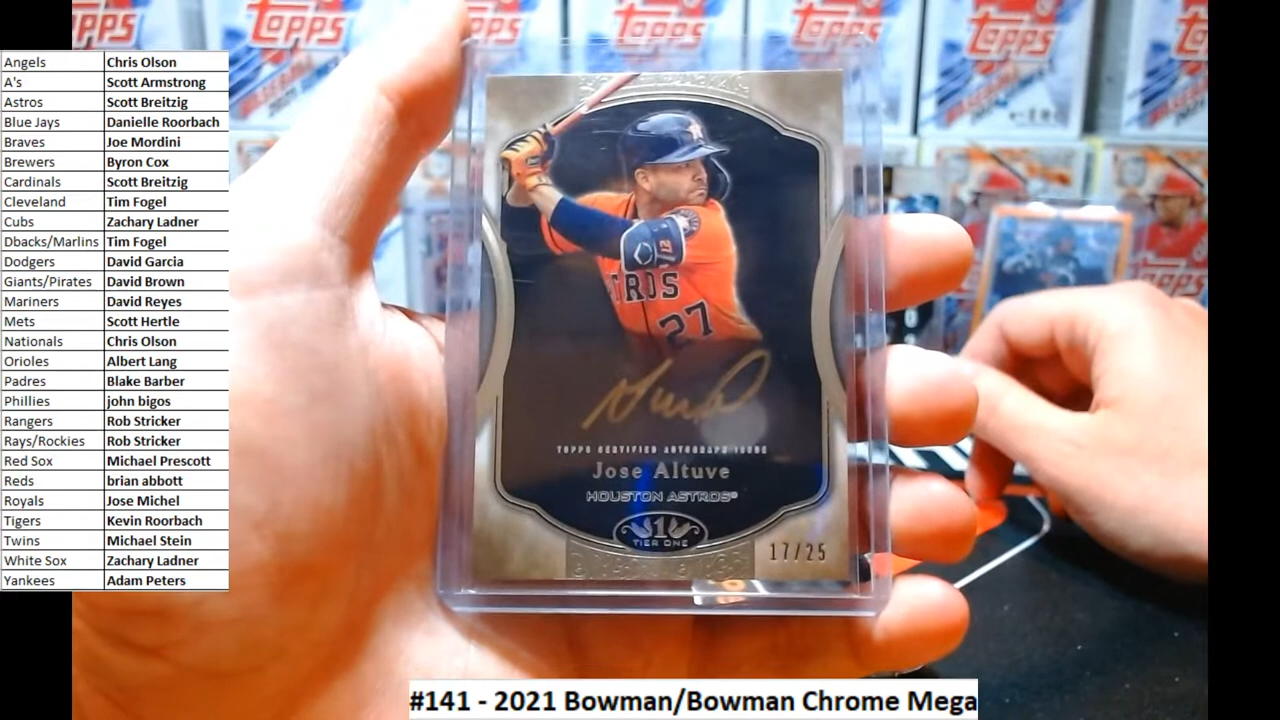 Angels Chris Olson
A's Scott Armstrong
Astros Scott Breitzig
Blue Jays Danielle Roorbach
Braves Joe Mordini
Brewers Byron Cox
Cardinals Scott Breitzig
Cleveland Tim Fogel
Cubs Zachary Ladner
Dbacks/Marlins Tim Fogel
Dodgers David Garcia
Giants/Pirates David Brown
Mariners David Reyes
Mets Scott Hertle
Nationals Chris Olson
Orioles Albert Lang
Padres Blake Barber
Phillies john bigos
Rangers Rob Stricker
Rays/Rockies Rob Stricker
Red Sox Michael Prescott
Reds brian abbott
Royals Jose Michel
Tigers Kevin Roorbach
Twins Michael Stein
White Sox Zachary Ladner
Yankees Adam Peters
topps
topps
topps
topps
topps
TROS
27
TOPPS CERTIFIED AUTOGRAPH ISSUE
Jose Altuve
HOUSTON ASTROS®
1
TIER ONE
17/25
TOPPS
#141 - 2021 Bowman/Bowman Chrome Mega